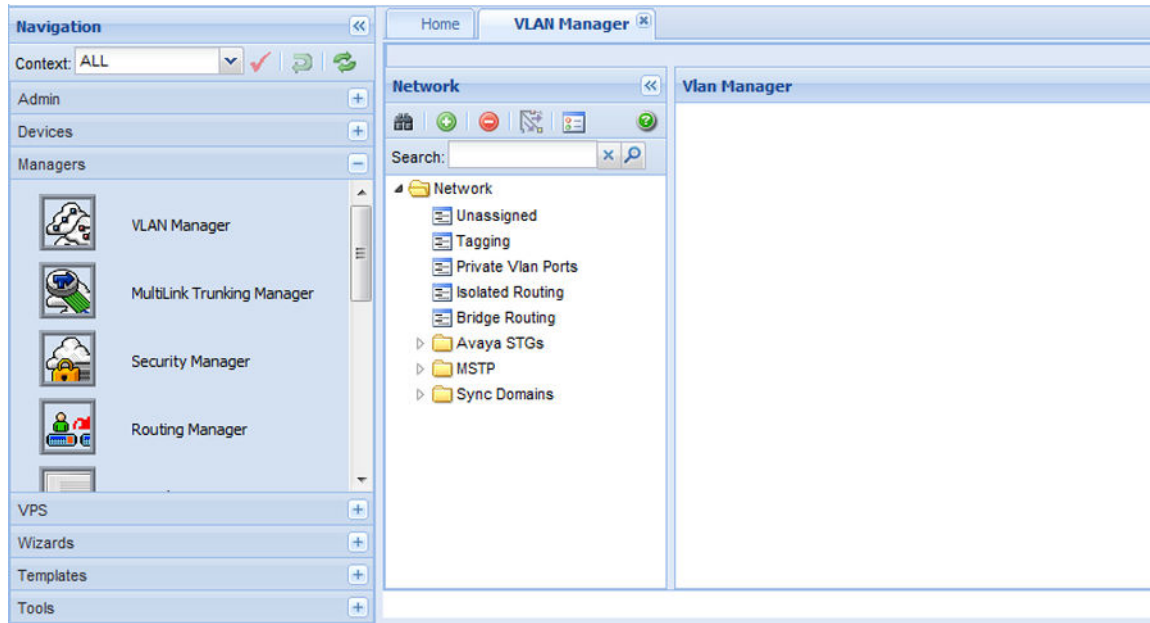 Navigation
Context: ALL
Admin
Devices
Managers
VLAN Manager
MultiLink Trunking Manager
Security Manager
Routing Manager
VPS
Wizards
Templates
Tools
Home
VLAN Manager
Network
Search:
Network
Unassigned
Tagging
Private Vlan Ports
Isolated Routing
Bridge Routing
Avaya STGs
MSTP
Sync Domains
Vlan Manager